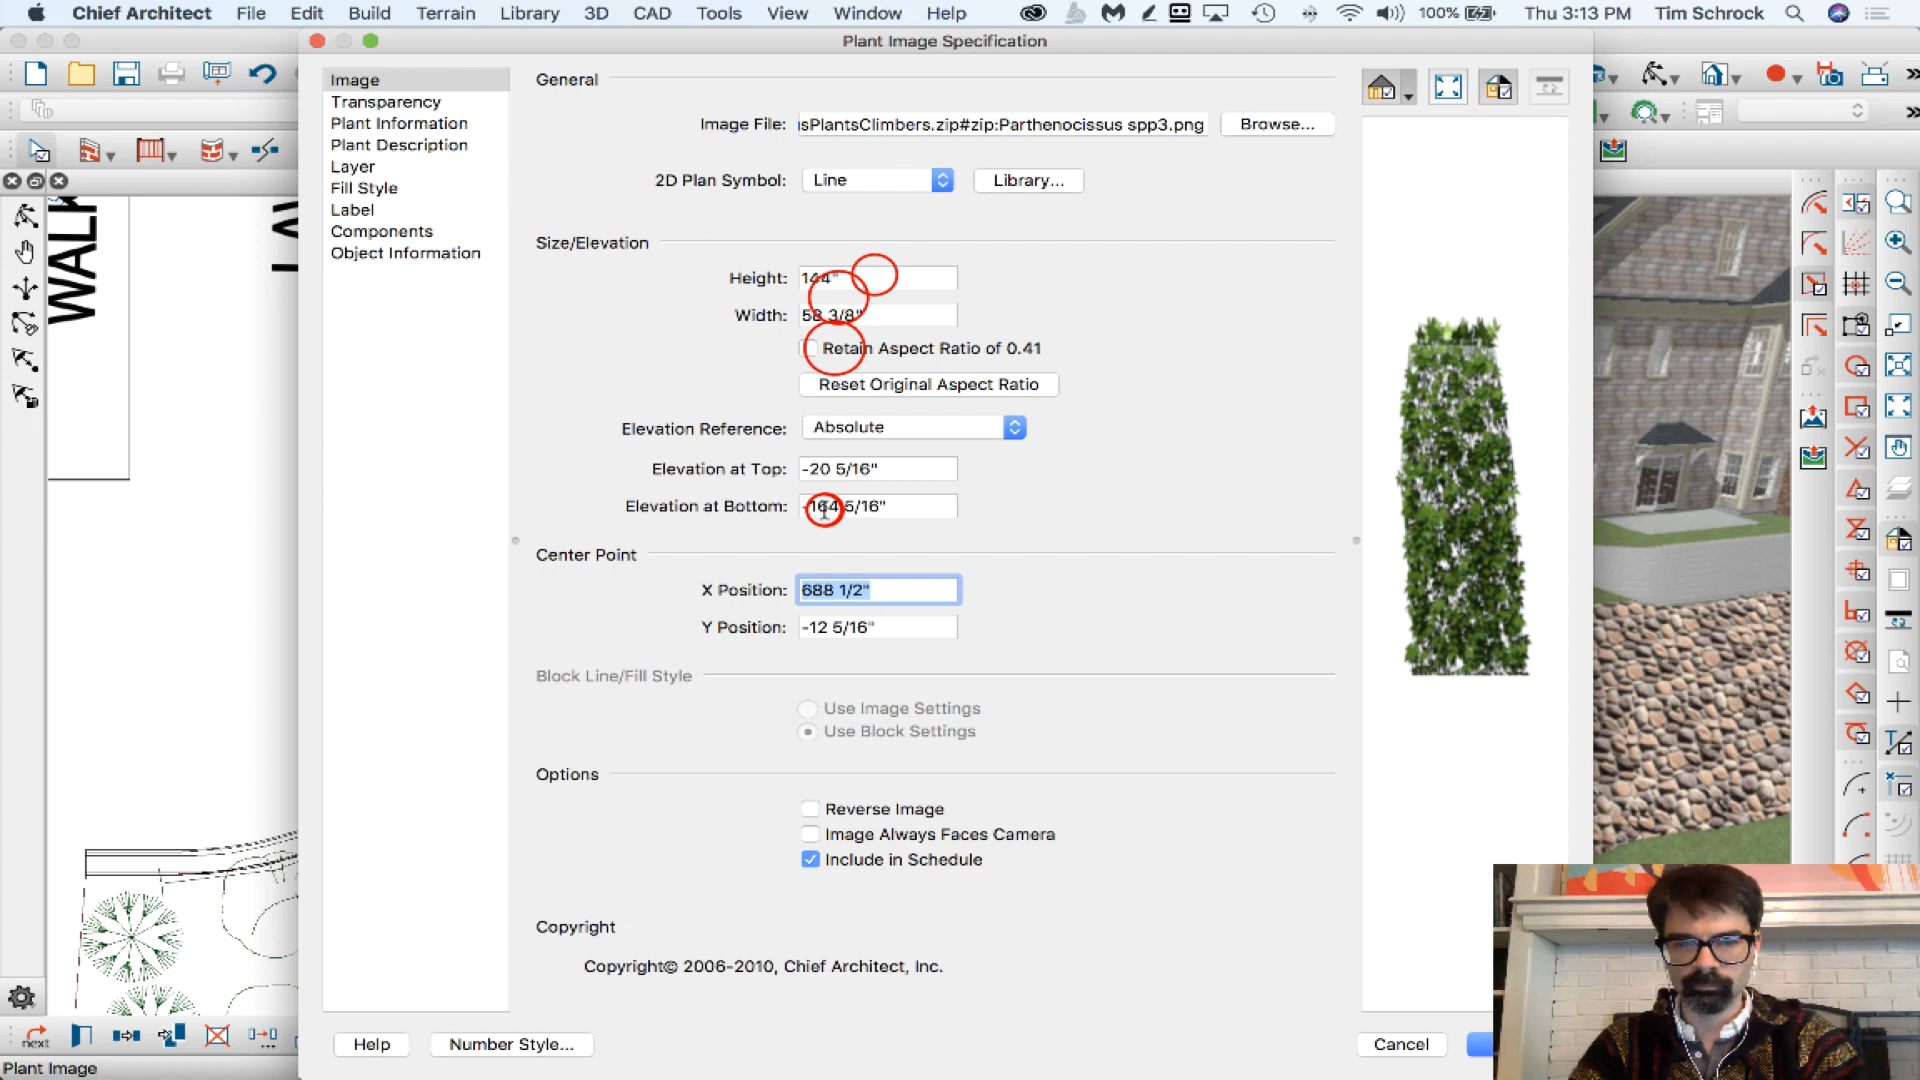 Chief Architect File Edit Build Terrain Library 3D CAD Tools View Window Help 100% Thu 3:13 PM Tim Schrock
Plant Image Specification
Image
Transparency
Plant Information
Plant Description
Layer
Fill Style
Label
Components
Object Information
General
Image File: sPlantsClimbers.zip#zip:Parthenocissus spp3.png Browse...
2D Plan Symbol: Line Library...
Size/Elevation
Height: 144"
Width: 58 3/8"
Retain Aspect Ratio of 0.41
Reset Original Aspect Ratio
Elevation Reference: Absolute
Elevation at Top: -20 5/16"
Elevation at Bottom: -164 5/16"
Center Point
X Position: 688 1/2"
Y Position: -12 5/16"
Block Line/Fill Style
Use Image Settings
Use Block Settings
Options
Reverse Image
Image Always Faces Camera
Include in Schedule
Copyright
Copyright© 2006-2010, Chief Architect, Inc.
Help Number Style... Cancel
WALK
next
Plant Image